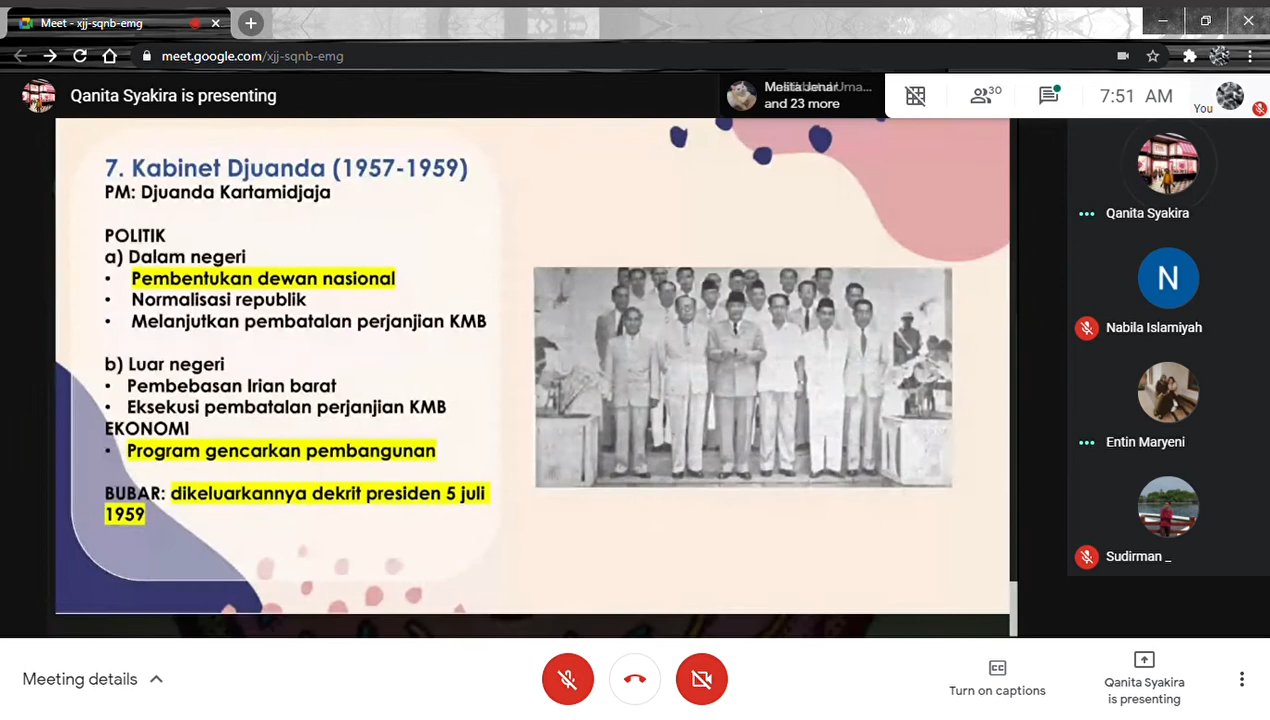 Meet - xjj-sqnb-emg
meet.google.com/xjj-sqnb-emg
Qanita Syakira is presenting
and 23 more
30
7:51 AM
You
7. Kabinet Djuanda (1957-1959)
PM: Djuanda Kartamidjaja
POLITIK
a) Dalam negeri
• Pembentukan dewan nasional
• Normalisasi republik
• Melanjutkan pembatalan perjanjian KMB
b) Luar negeri
• Pembebasan Irian barat
• Eksekusi pembatalan perjanjian KMB
EKONOMI
• Program gencarkan pembangunan
BUBAR: dikeluarkannya dekrit presiden 5 juli
1959
Qanita Syakira
N
Nabila Islamiyah
Entin Maryeni
Sudirman _
Meeting details
CC
Turn on captions
Qanita Syakira
is presenting